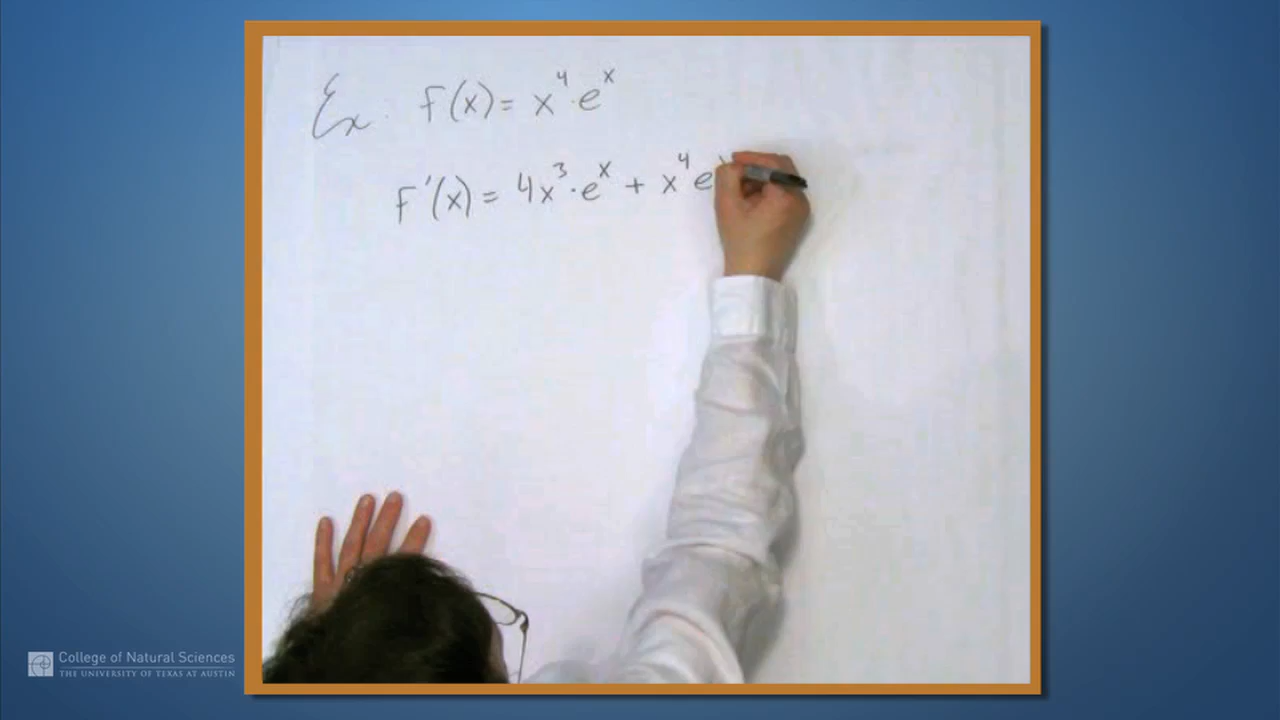 Ex. f(x) = x⁴·eˣ
f'(x) = 4x³·eˣ + x⁴e
College of Natural Sciences
THE UNIVERSITY OF TEXAS AT AUSTIN